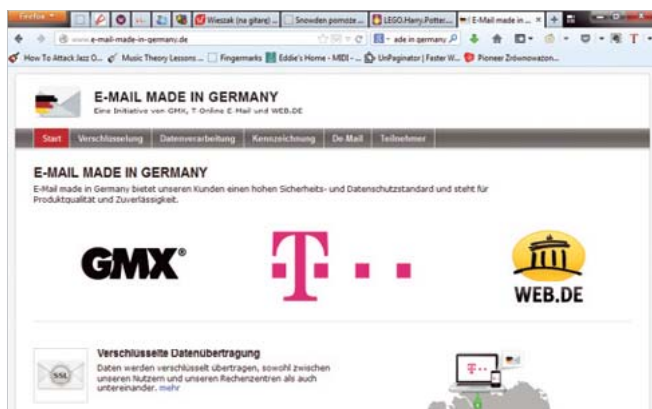 Firefox
Wieszak (na gitarę)...
Snowden pomoże...
LEGO.Harry.Potter....
E-Mail made in ...
www.e-mail-made-in-germany.de
ade in germany
How To Attack Jazz O...
Music Theory Lessons ...
Fingermarks
Eddie's Home - MIDI - ...
UnPaginator | Faster W...
Pioneer Zrównoważon...
E-MAIL MADE IN GERMANY
Eine Initiative von GMX, T-Online E-Mail und WEB.DE
Start Verschlüsselung Datenverarbeitung Kennzeichnung De-Mail Teilnehmer
E-MAIL MADE IN GERMANY
E-Mail made in Germany bietet unseren Kunden einen hohen Sicherheits- und Datenschutzstandard und steht für
Produktqualität und Zuverlässigkeit.
GMX®
T
WEB.DE
Verschlüsselte Datenübertragung
SSL
Daten werden verschlüsselt übertragen, sowohl zwischen
unseren Nutzern und unseren Rechenzentren als auch
untereinander. mehr
T